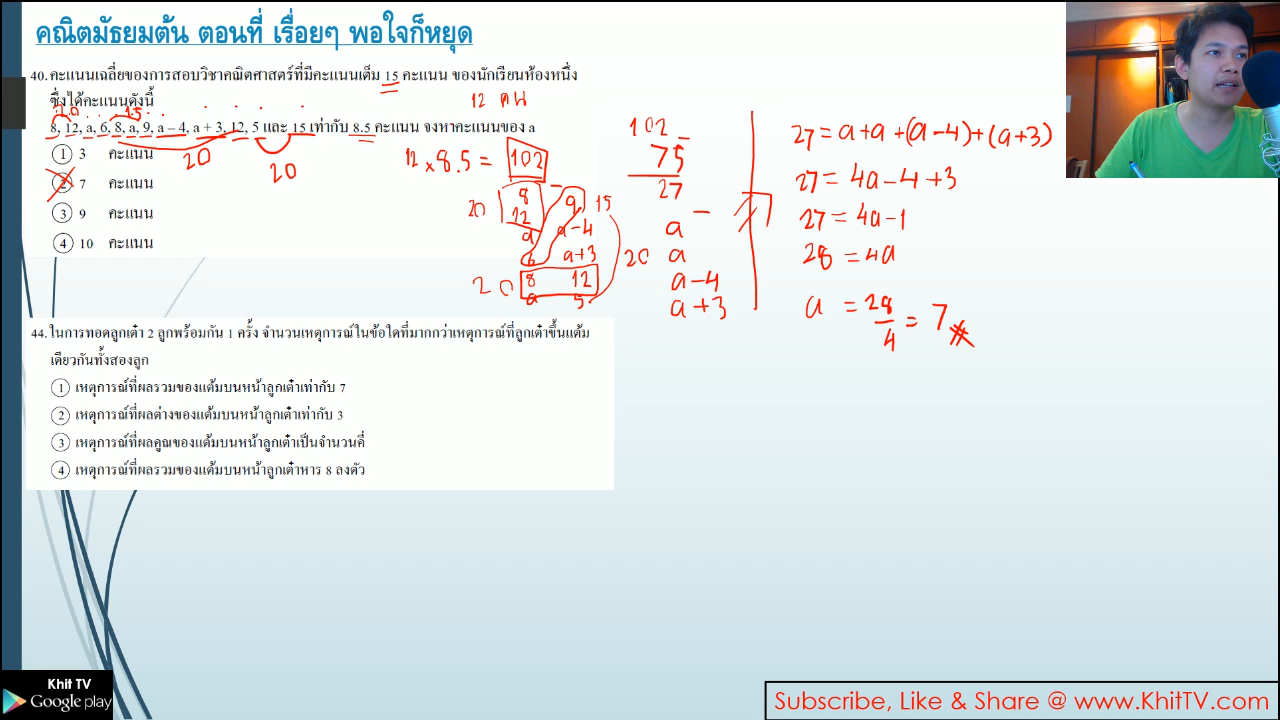 คณิตมัธยมต้น ตอนที่ เรื่อยๆ พอใจก็หยุด
40. คะแนนเฉลี่ยของการสอบวิชาคณิตศาสตร์ที่มีคะแนนเต็ม 15 คะแนน ของนักเรียนห้องหนึ่ง
ซึ่งได้คะแนนดังนี้
12 คน
20 15
8, 12, a, 6, 8, a, 9, a – 4, a + 3, 12, 5 และ 15 เท่ากับ 8.5 คะแนน จงหาคะแนนของ a
20
20
1 3 คะแนน
2 7 คะแนน
3 9 คะแนน
4 10 คะแนน
12 × 8.5 = 102
20 8 9 15
12
a a-4
6 a+3
20 8 12
a 5
102 -
75
27
a
20 a
a-4
a+3
27 = a+a+(a-4)+(a+3)
27 = 4a-4+3
27 = 4a-1
28 = 4a
a = 28/4 = 7
44. ในการทอดลูกเต๋า 2 ลูกพร้อมกัน 1 ครั้ง จำนวนเหตุการณ์ในข้อใดที่มากกว่าเหตุการณ์ที่ลูกเต๋าขึ้นแต้ม
เดียวกันทั้งสองลูก
1 เหตุการณ์ที่ผลรวมของแต้มบนหน้าลูกเต๋าเท่ากับ 7
2 เหตุการณ์ที่ผลต่างของแต้มบนหน้าลูกเต๋าเท่ากับ 3
3 เหตุการณ์ที่ผลคูณของแต้มบนหน้าลูกเต๋าเป็นจำนวนคี่
4 เหตุการณ์ที่ผลรวมของแต้มบนหน้าลูกเต๋าหาร 8 ลงตัว
Khit TV
Google play
Subscribe, Like & Share @ www.KhitTV.com